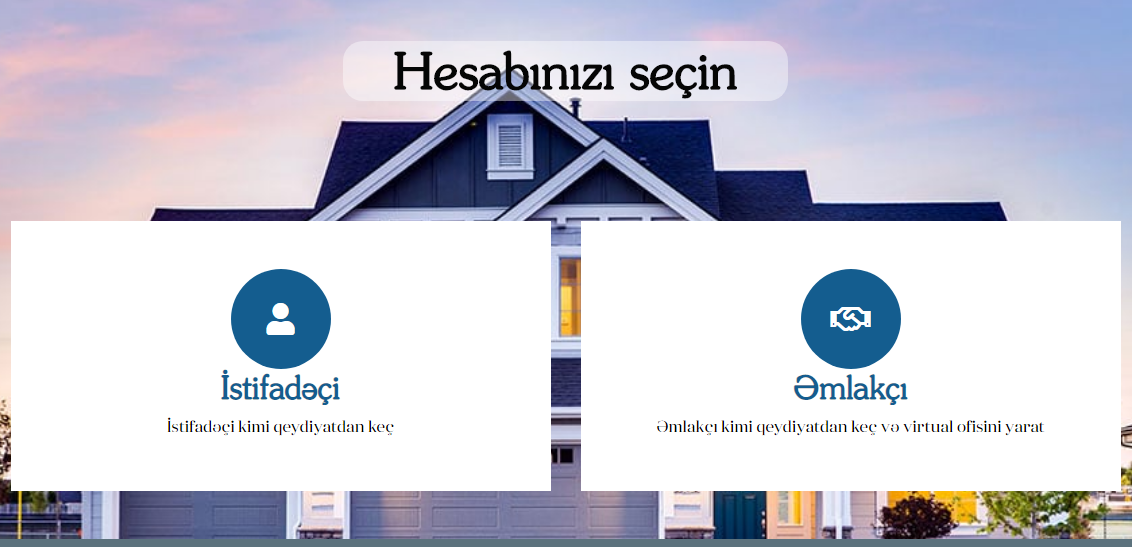 Hesabınızı seçin
İstifadəçi
İstifadəçi kimi qeydiyatdan keç
Əmlakçı
Əmlakçı kimi qeydiyatdan keç və virtual ofisini yarat